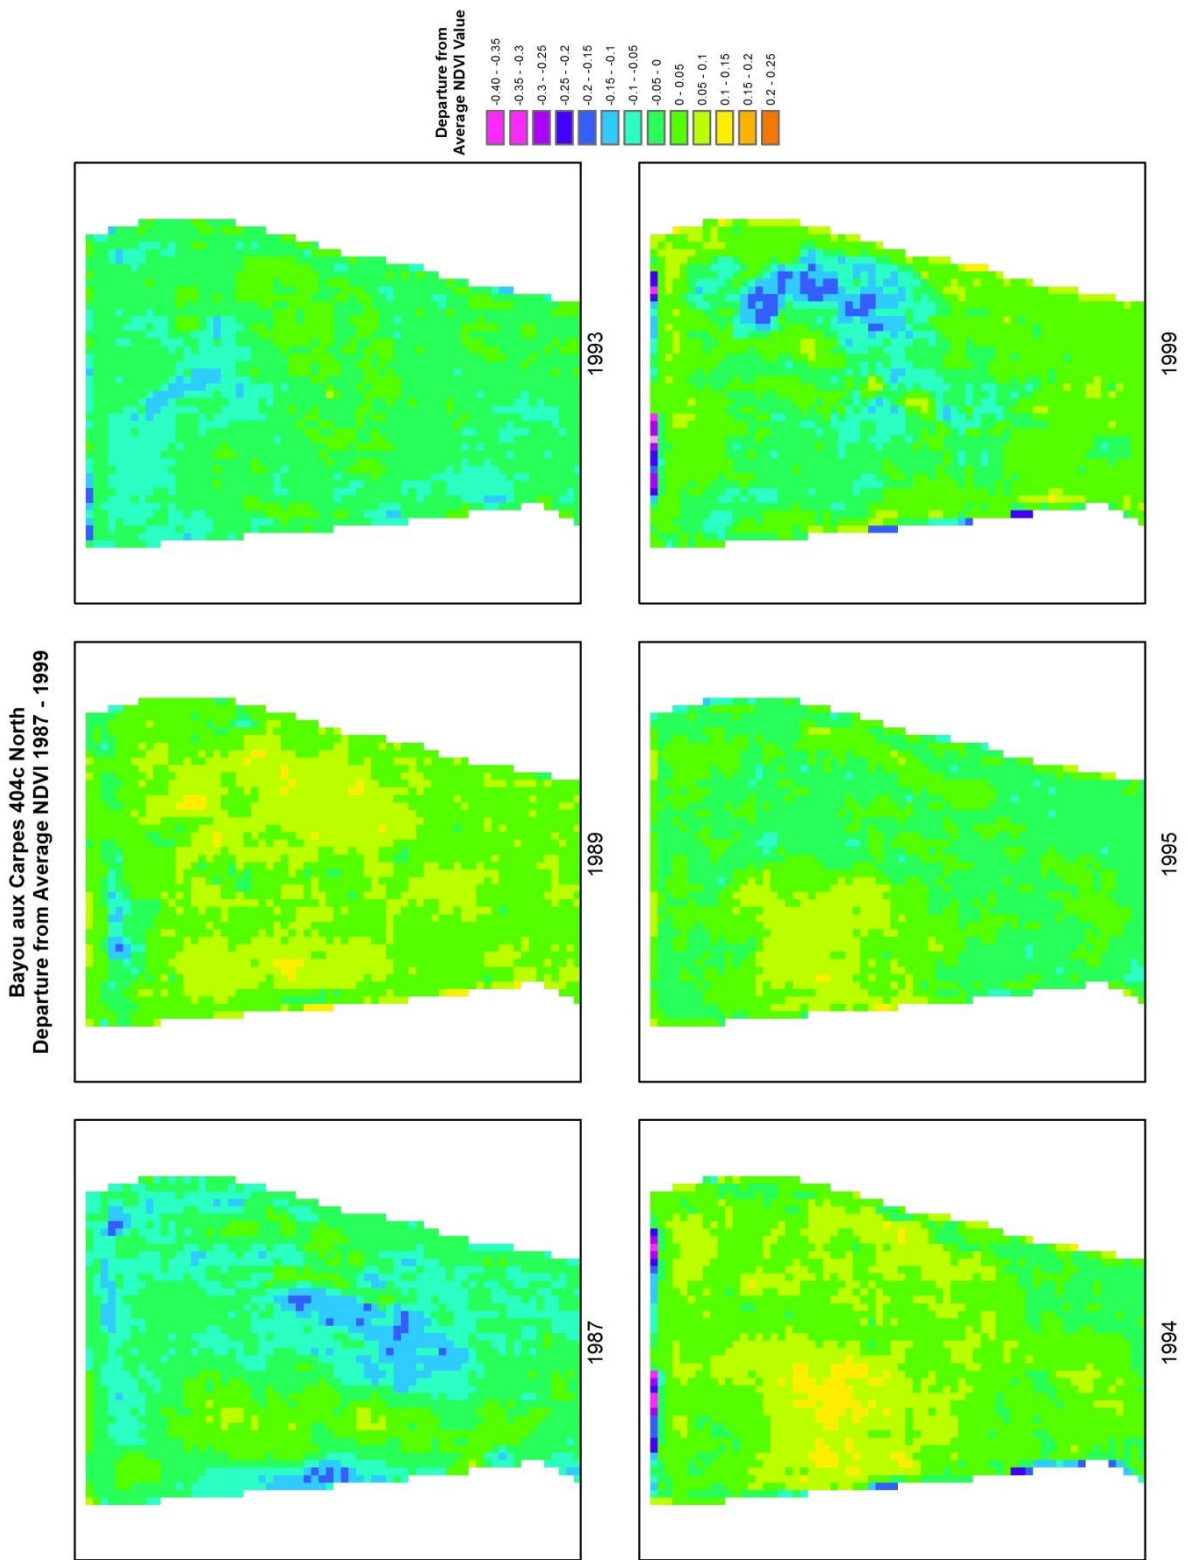 Bayou aux Carpes 404c North
Departure from Average NDVI 1987 - 1999
1987
1989
1993
1994
1995
1999
Departure from
Average NDVI Value
-0.40 - -0.35
-0.35 - -0.3
-0.3 - -0.25
-0.25 - -0.2
-0.2 - -0.15
-0.15 - -0.1
-0.1 - -0.05
-0.05 - 0
0 - 0.05
0.05 - 0.1
0.1 - 0.15
0.15 - 0.2
0.2 - 0.25